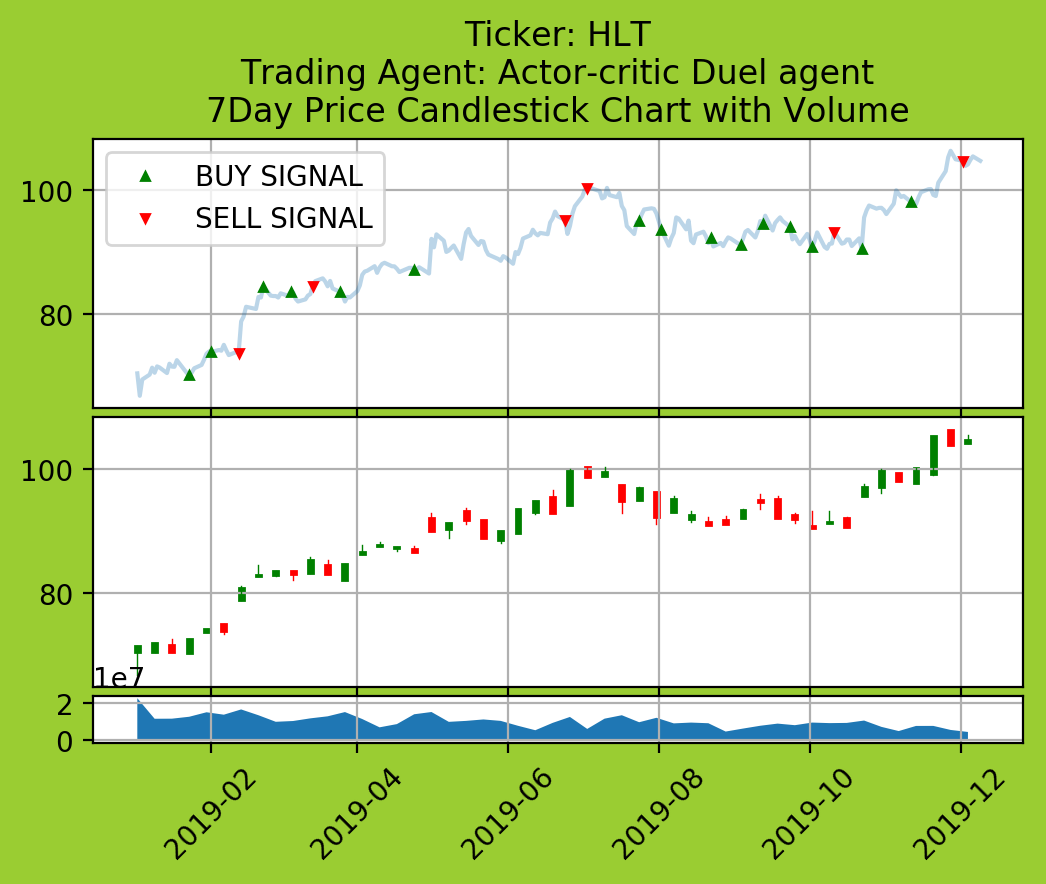 Ticker: HLT
Trading Agent: Actor-critic Duel agent
7Day Price Candlestick Chart with Volume
BUY SIGNAL
SELL SIGNAL
100
80
100
80
1e7
2
0
2019-02
2019-04
2019-06
2019-08
2019-10
2019-12